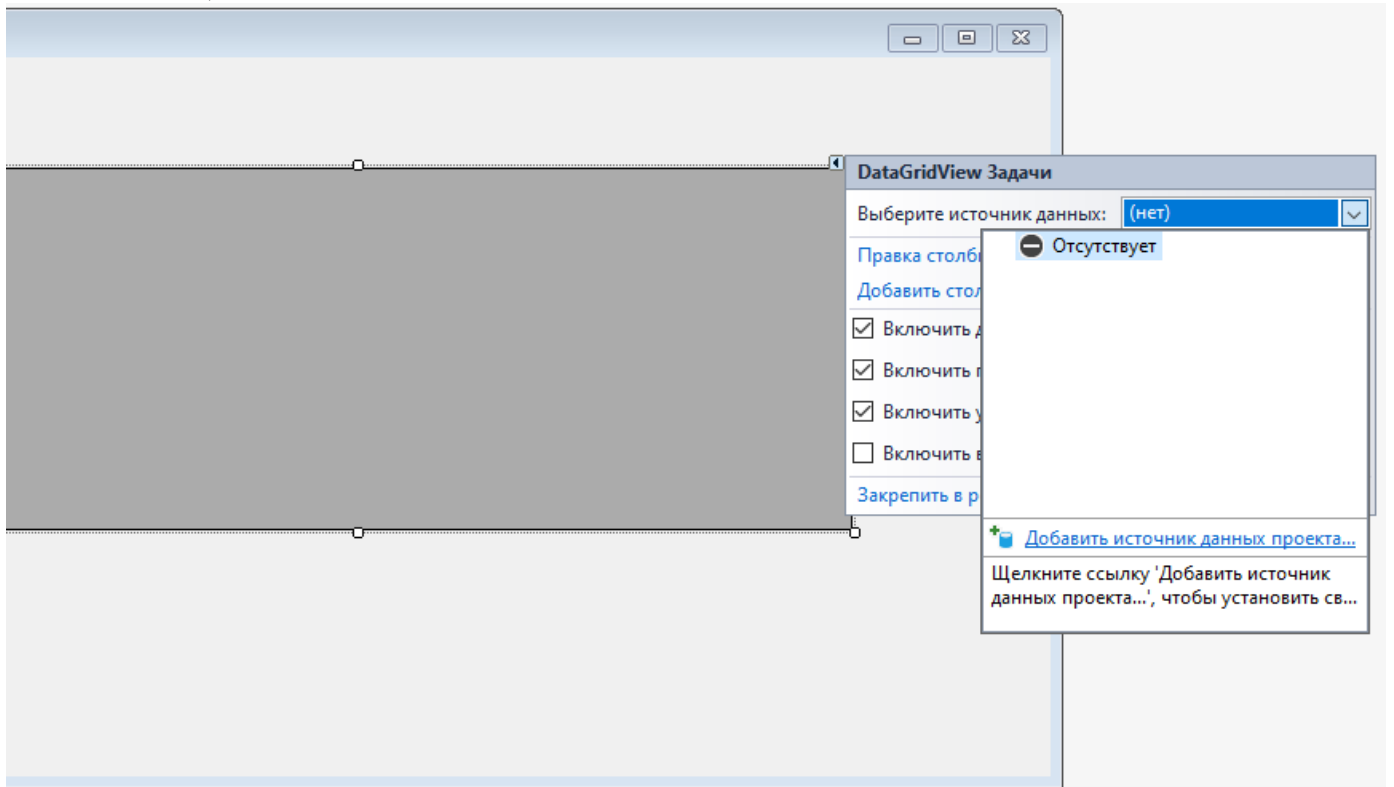 DataGridView Задачи
Выберите источник данных: (нет)
Отсутствует
Правка столб
Добавить стол
Включить д
Включить п
Включить у
Включить в
Закрепить в р
Добавить источник данных проекта...
Щелкните ссылку 'Добавить источник
данных проекта...', чтобы установить св...